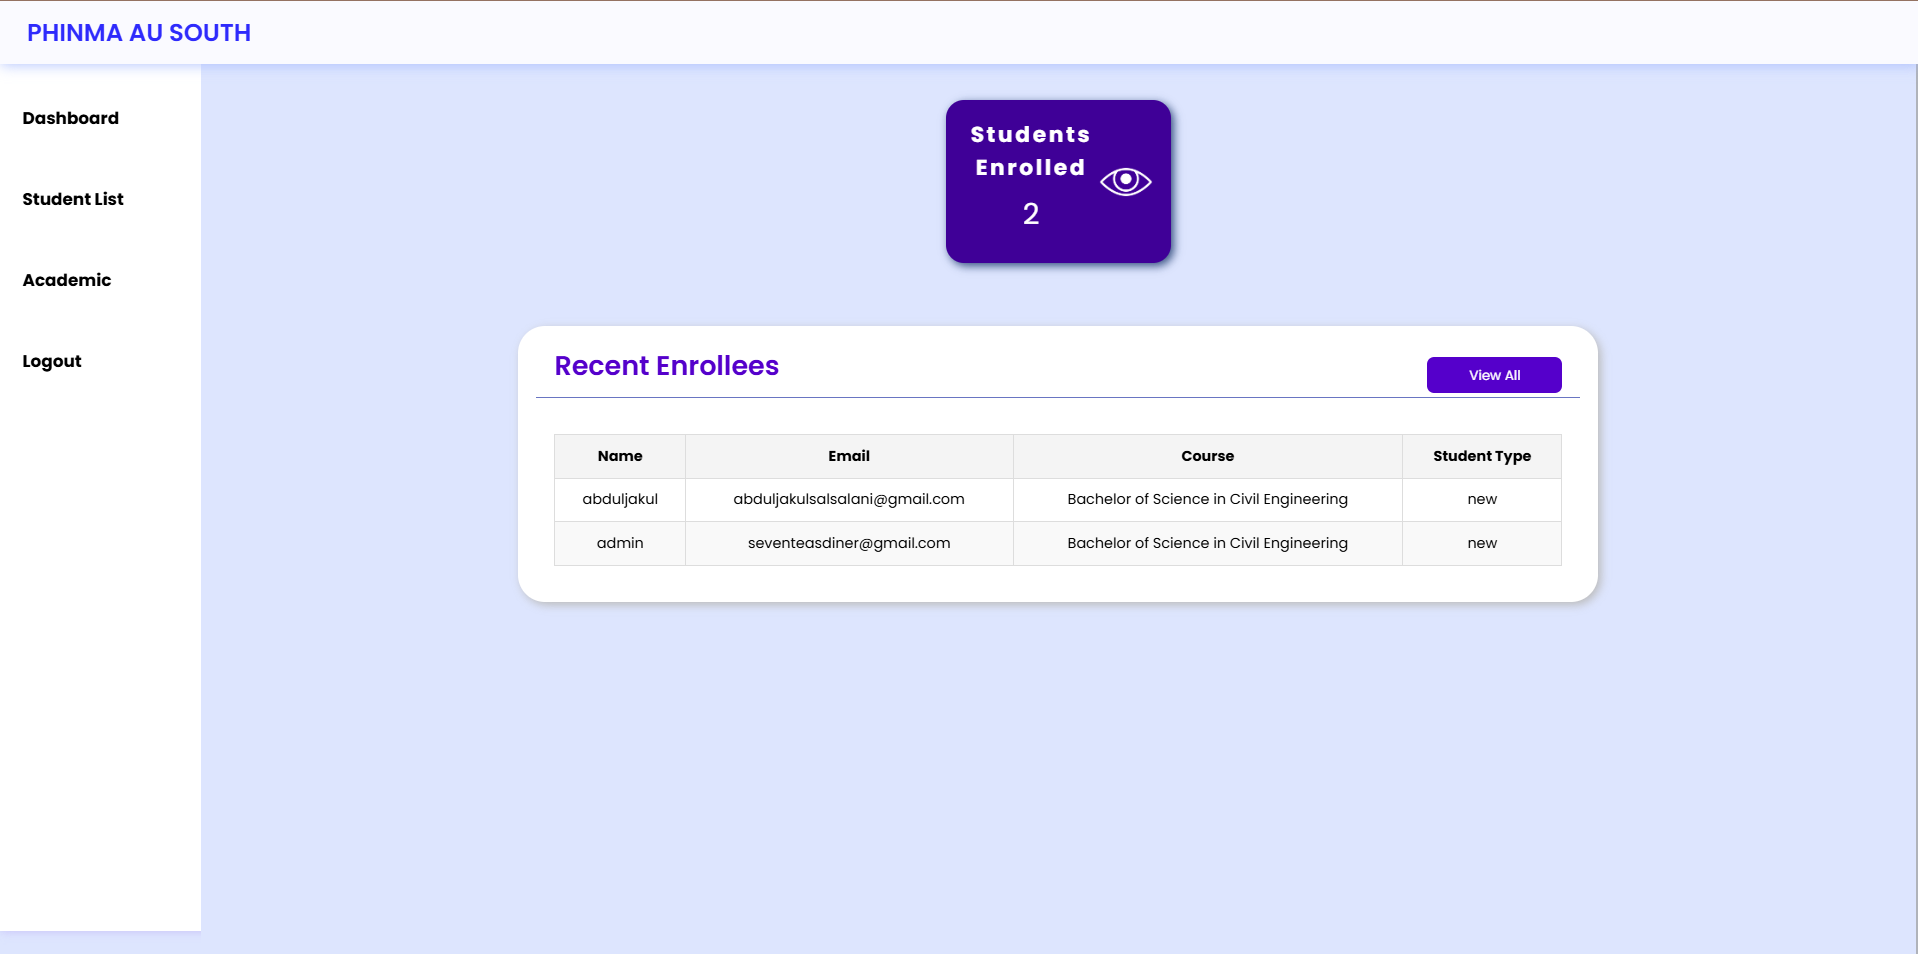 PHINMA AU SOUTH
Dashboard
Student List
Academic
Logout
Students
Enrolled
2
Recent Enrollees
View All
Name Email Course Student Type
abduljakul abduljakulsalsalani@gmail.com Bachelor of Science in Civil Engineering new
admin seventeasdiner@gmail.com Bachelor of Science in Civil Engineering new